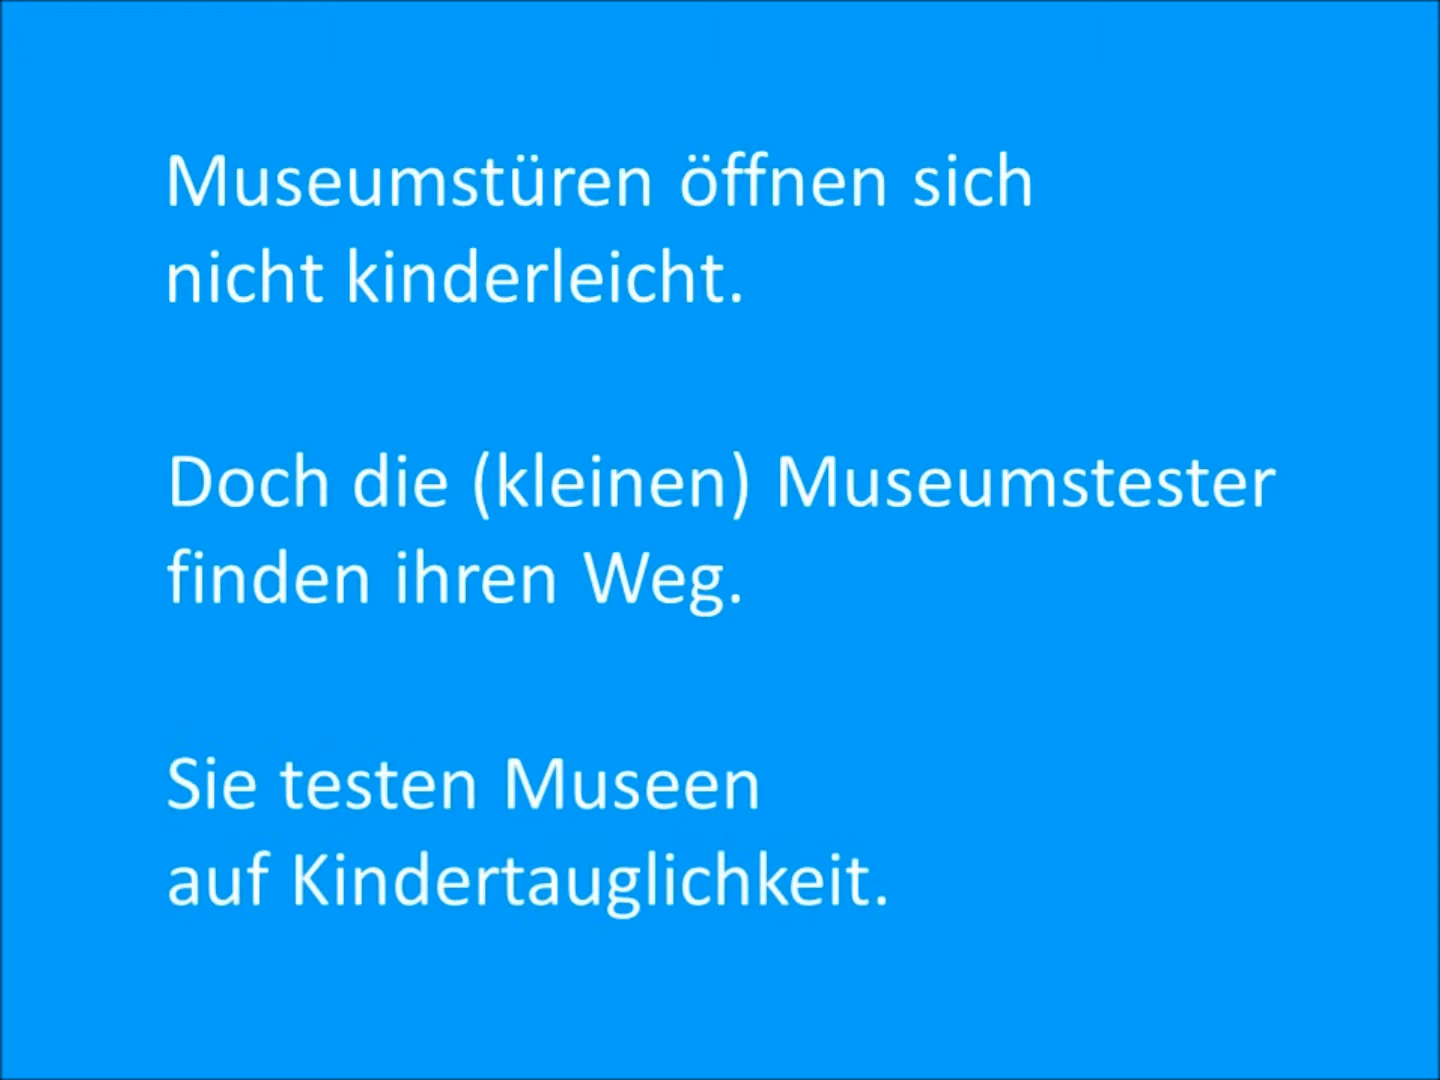 Museumstüren öffnen sich
nicht kinderleicht.
Doch die (kleinen) Museumstester
finden ihren Weg.
Sie testen Museen
auf Kindertauglichkeit.